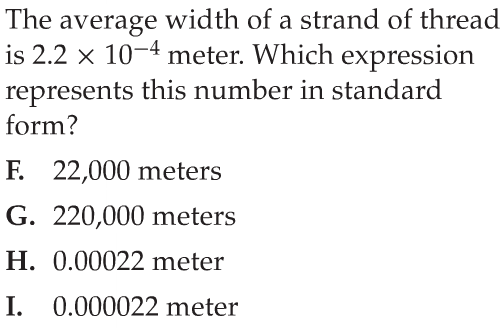 The average width of a strand of thread
is 2.2 × 10⁻⁴ meter. Which expression
represents this number in standard
form?
F. 22,000 meters
G. 220,000 meters
H. 0.00022 meter
I. 0.000022 meter